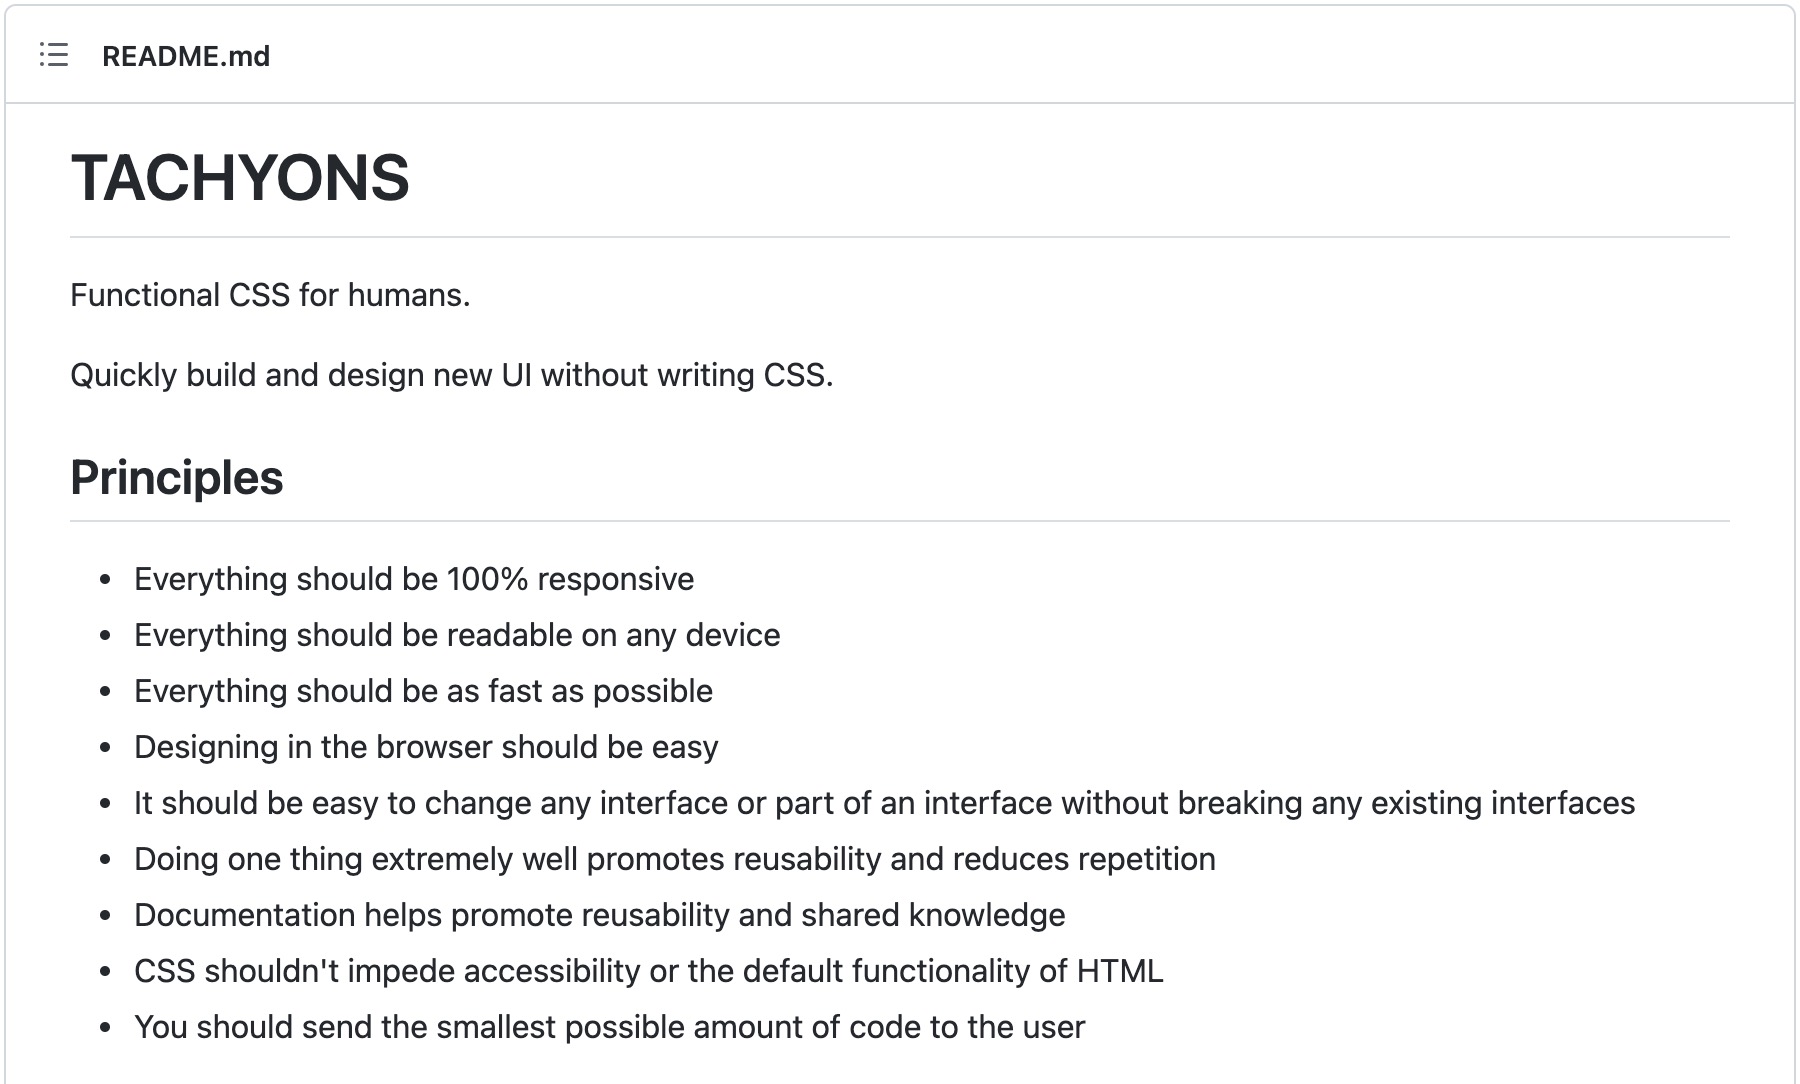 README.md
TACHYONS
Functional CSS for humans.
Quickly build and design new UI without writing CSS.
Principles
Everything should be 100% responsive
Everything should be readable on any device
Everything should be as fast as possible
Designing in the browser should be easy
It should be easy to change any interface or part of an interface without breaking any existing interfaces
Doing one thing extremely well promotes reusability and reduces repetition
Documentation helps promote reusability and shared knowledge
CSS shouldn't impede accessibility or the default functionality of HTML
You should send the smallest possible amount of code to the user